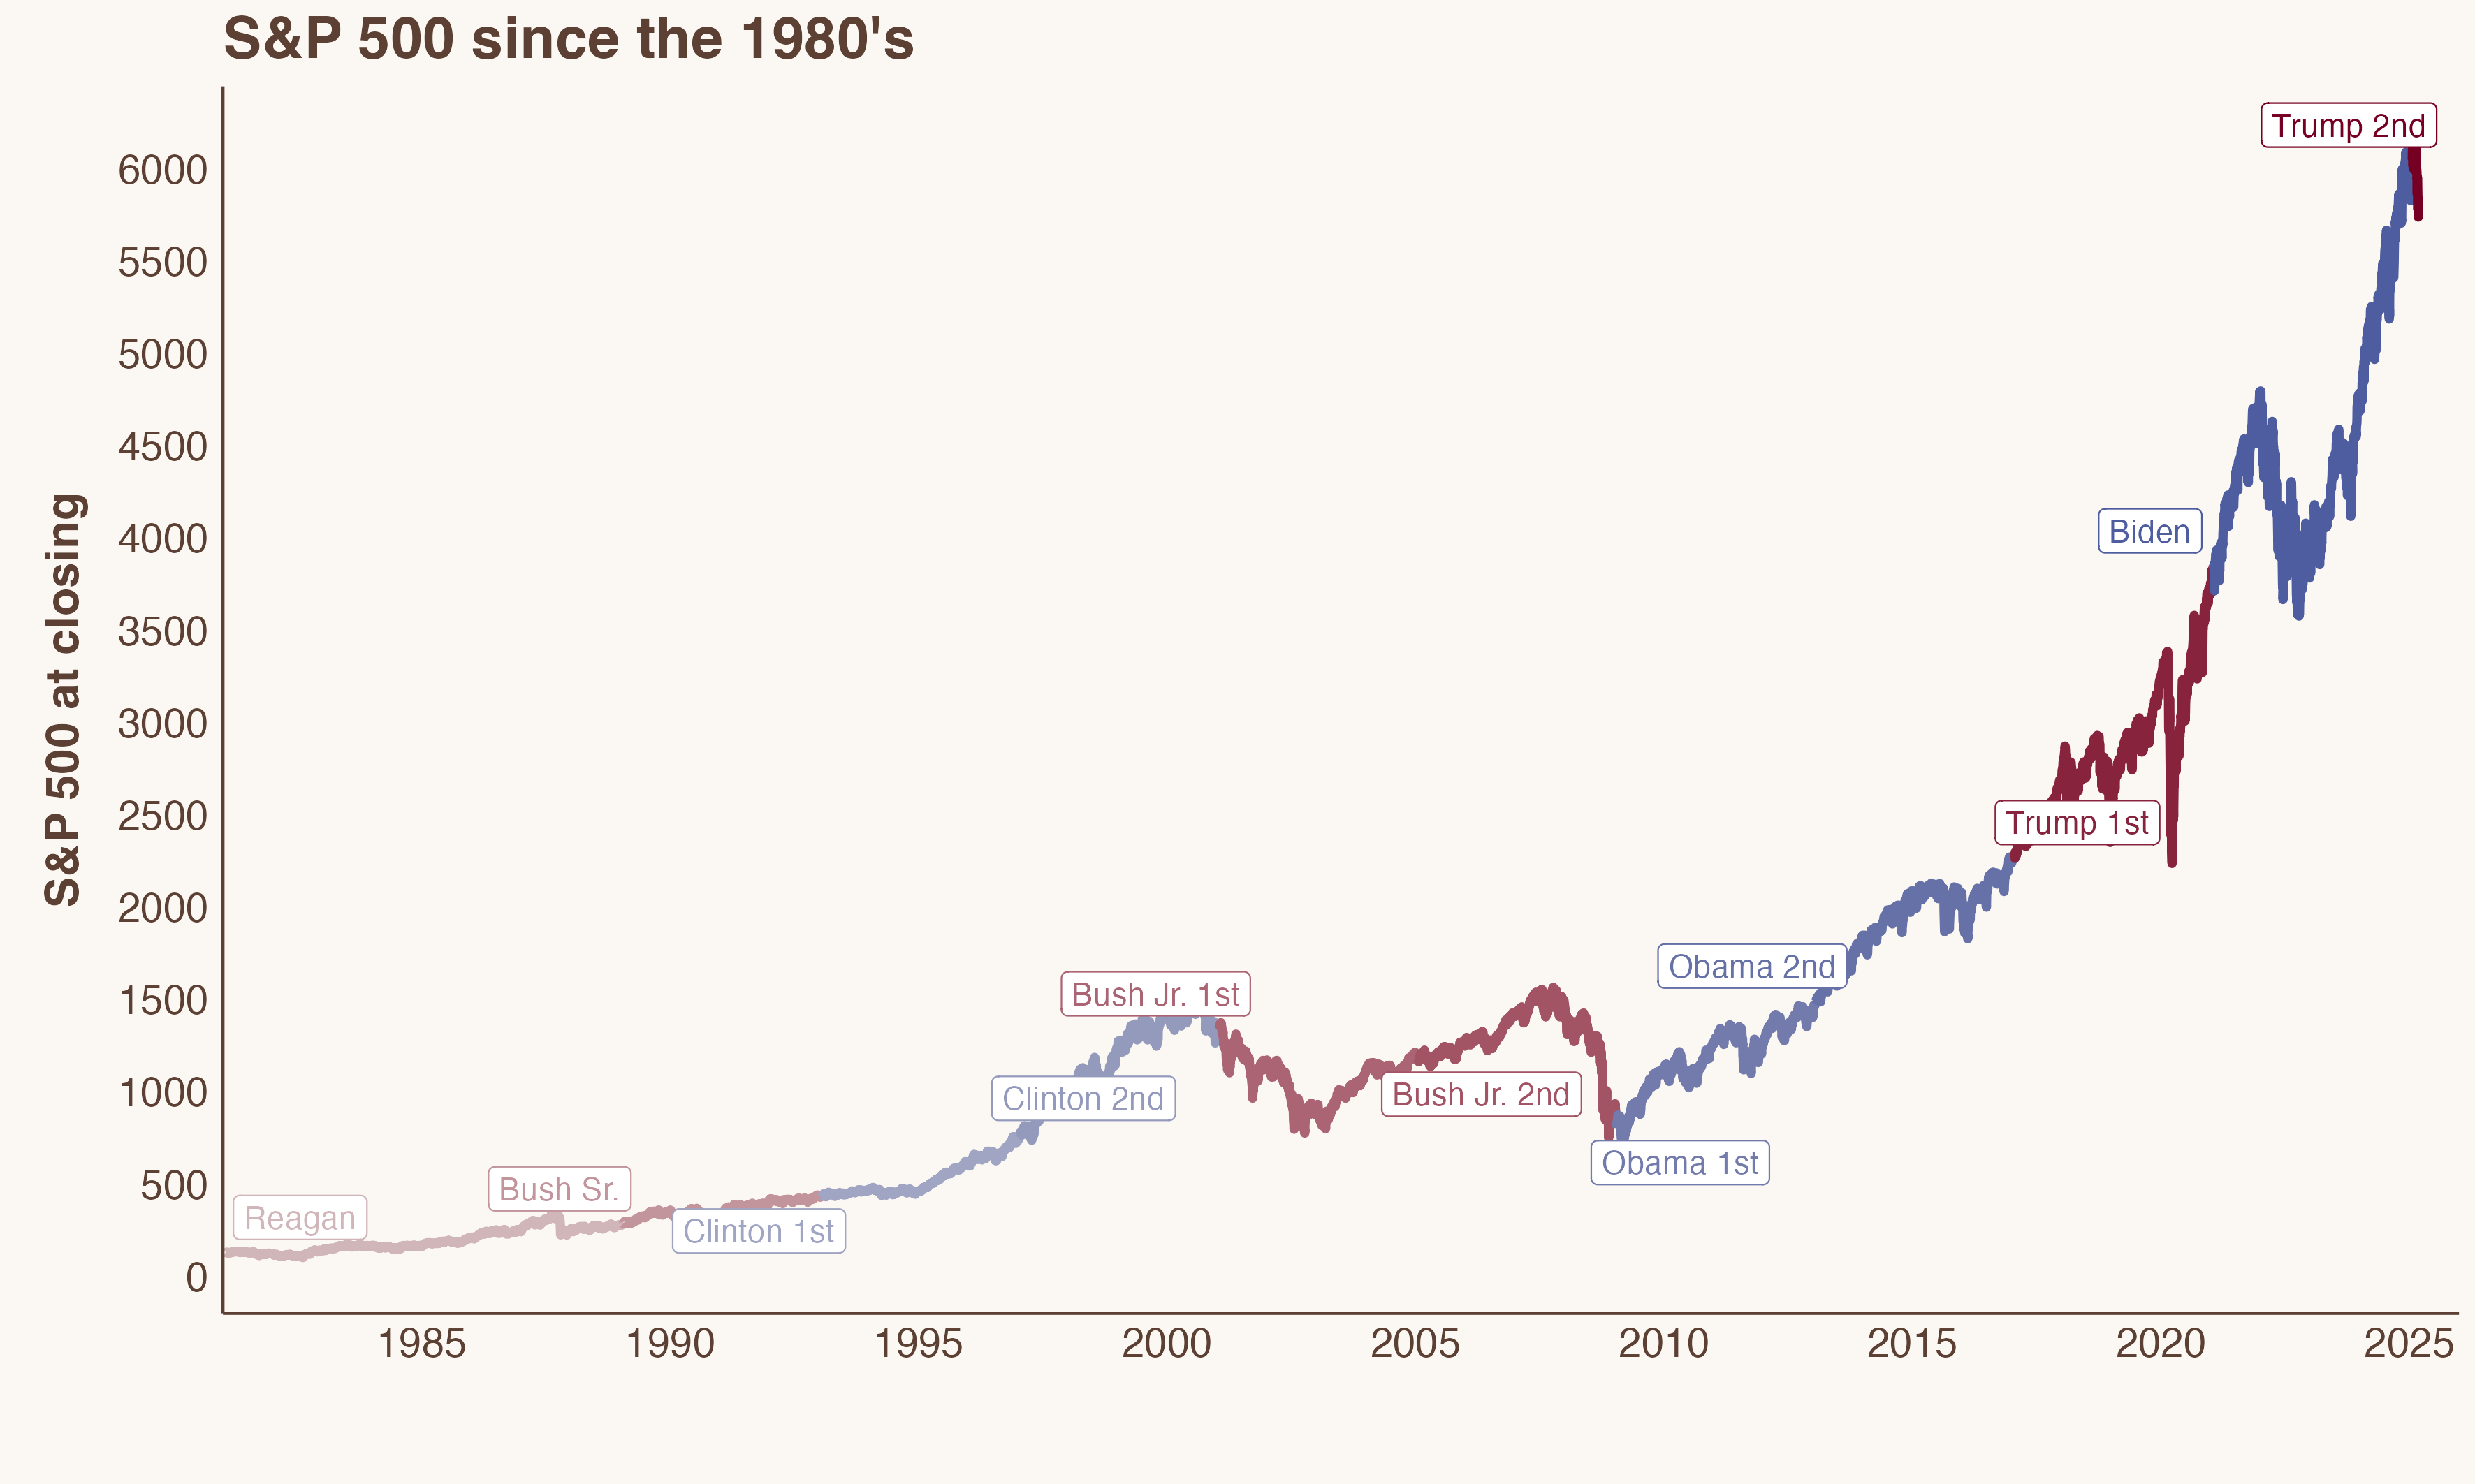 S&P 500 since the 1980's
Trump 2nd
6000
5500
5000
4500
4000
3500
3000
2500
2000
1500
1000
500
0
S&P 500 at closing
Biden
Trump 1st
Obama 2nd
Bush Jr. 1st
Clinton 2nd
Bush Jr. 2nd
Obama 1st
Bush Sr.
Reagan
Clinton 1st
1985 1990 1995 2000 2005 2010 2015 2020 2025